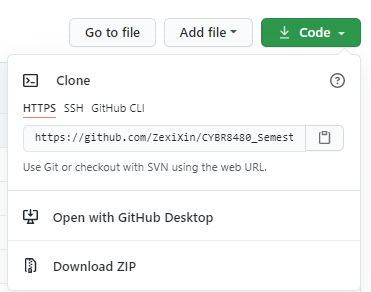 Go to file Add file Code
Clone
HTTPS SSH GitHub CLI
https://github.com/ZexiXin/CYBR8480_Semest
Use Git or checkout with SVN using the web URL.
Open with GitHub Desktop
Download ZIP